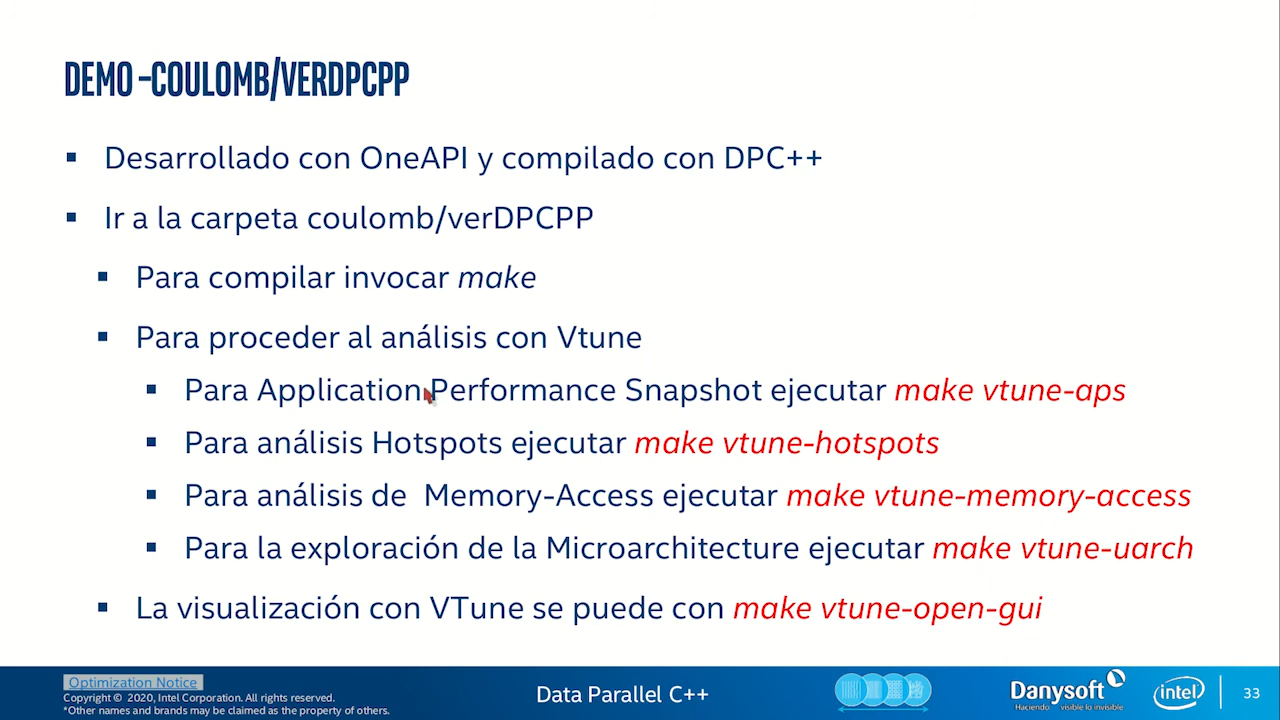 DEMO -COULOMB/VERDPCPP
▪ Desarrollado con OneAPI y compilado con DPC++
▪ Ir a la carpeta coulomb/verDPCPP
▪ Para compilar invocar make
▪ Para proceder al análisis con Vtune
▪ Para Application Performance Snapshot ejecutar make vtune-aps
▪ Para análisis Hotspots ejecutar make vtune-hotspots
▪ Para análisis de Memory-Access ejecutar make vtune-memory-access
▪ Para la exploración de la Microarchitecture ejecutar make vtune-uarch
▪ La visualización con VTune se puede con make vtune-open-gui
Optimization Notice
Copyright © 2020, Intel Corporation. All rights reserved.
*Other names and brands may be claimed as the property of others.
Data Parallel C++
Danysoft
Haciendo visible lo invisible
intel
33